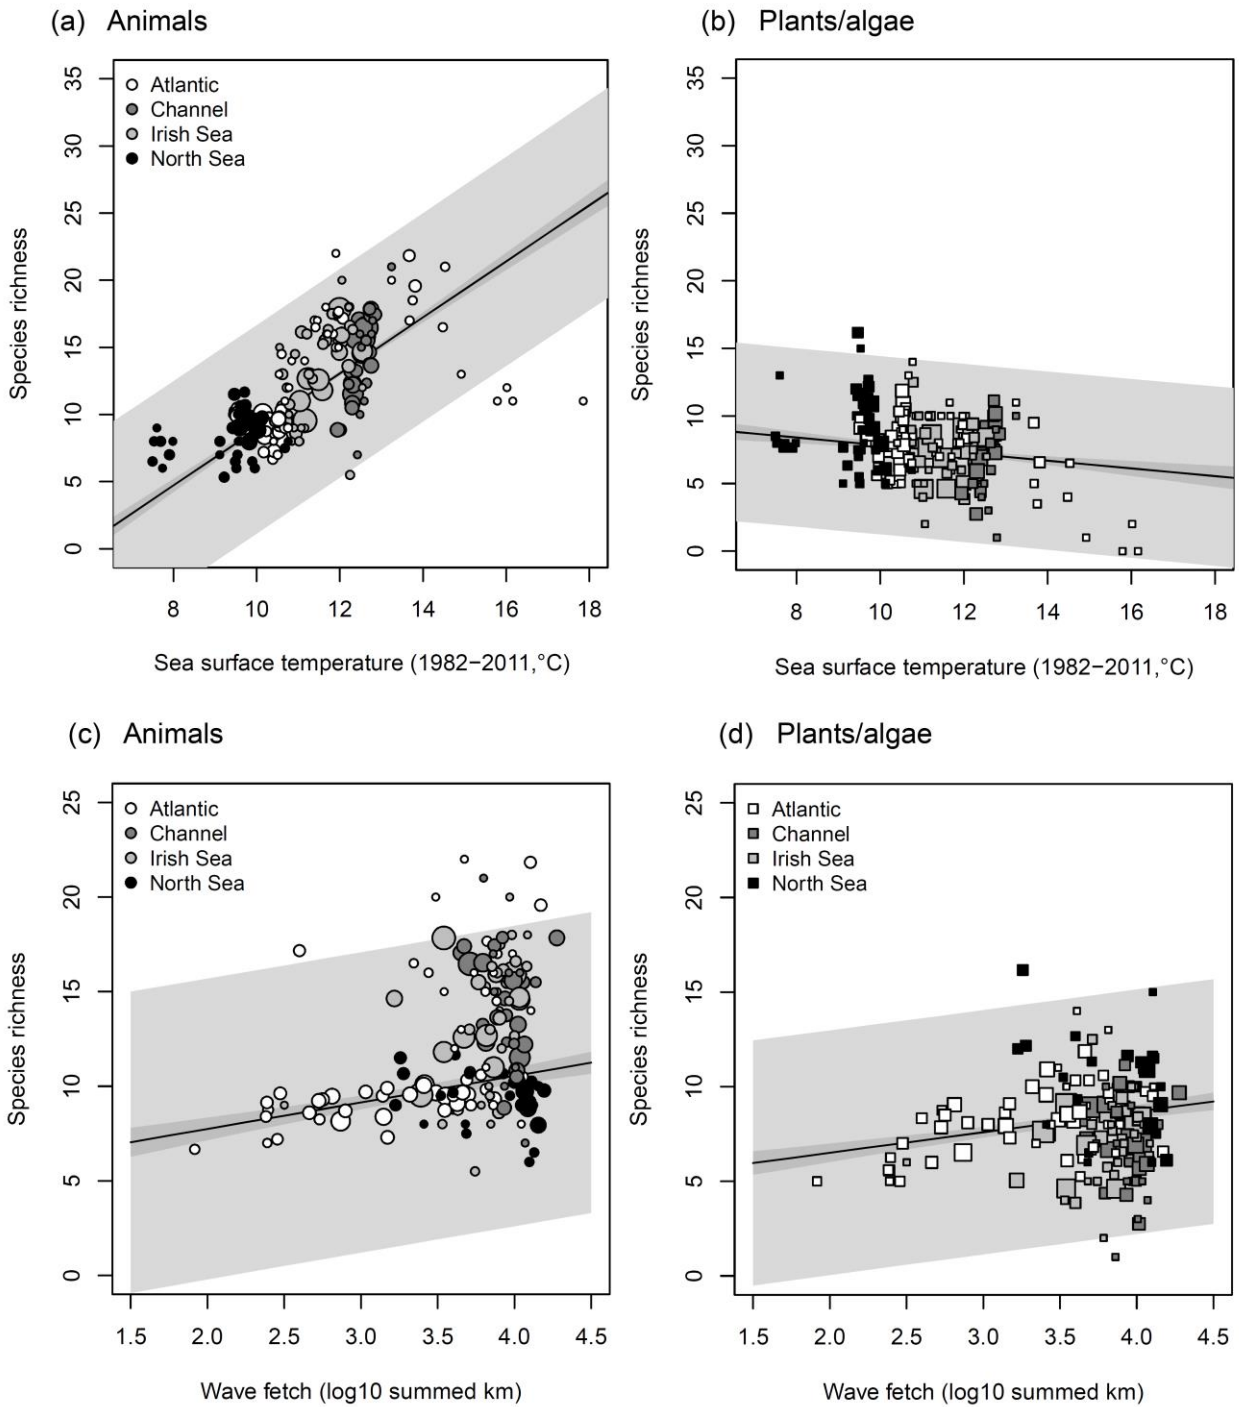 (a) Animals
(b) Plants/algae
Species richness
35
30
25
20
15
10
5
0
Atlantic
Channel
Irish Sea
North Sea
8 10 12 14 16 18
Sea surface temperature (1982−2011,°C)
Species richness
35
30
25
20
15
10
5
0
8 10 12 14 16 18
Sea surface temperature (1982−2011,°C)
(c) Animals
(d) Plants/algae
Species richness
25
20
15
10
5
0
Atlantic
Channel
Irish Sea
North Sea
1.5 2.0 2.5 3.0 3.5 4.0 4.5
Wave fetch (log10 summed km)
Species richness
25
20
15
10
5
0
Atlantic
Channel
Irish Sea
North Sea
1.5 2.0 2.5 3.0 3.5 4.0 4.5
Wave fetch (log10 summed km)